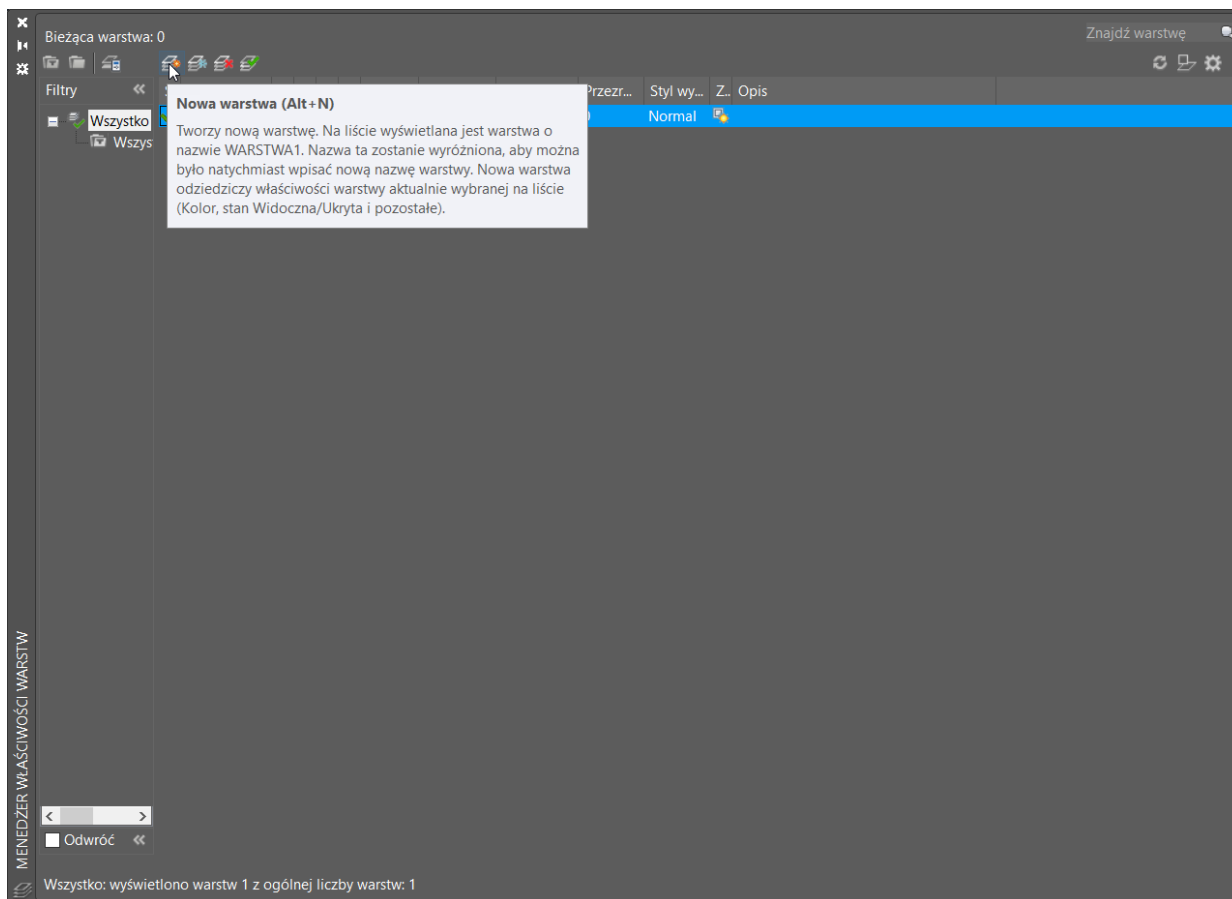 Bieżąca warstwa: 0
Znajdź warstwę
Filtry
Przezr...
Styl wy...
Z..
Opis
Wszystko
Normal
Wszys
Nowa warstwa (Alt+N)
Tworzy nową warstwę. Na liście wyświetlana jest warstwa o
nazwie WARSTWA1. Nazwa ta zostanie wyróżniona, aby można
było natychmiast wpisać nową nazwę warstwy. Nowa warstwa
odziedziczy właściwości warstwy aktualnie wybranej na liście
(Kolor, stan Widoczna/Ukryta i pozostałe).
MENEDŻER WŁAŚCIWOŚCI WARSTW
Odwróć
Wszystko: wyświetlono warstw 1 z ogólnej liczby warstw: 1